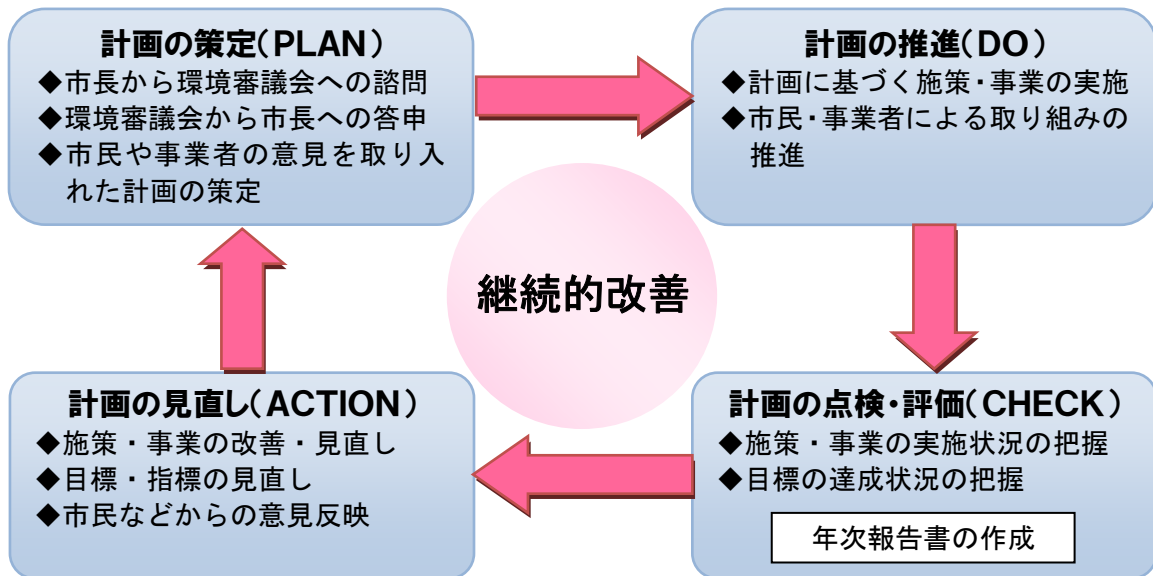 計画の策定(PLAN)
◆市長から環境審議会への諮問
◆環境審議会から市長への答申
◆市民や事業者の意見を取り入
れた計画の策定
計画の推進(DO)
◆計画に基づく施策・事業の実施
◆市民・事業者による取り組みの
推進
継続的改善
計画の見直し(ACTION)
◆施策・事業の改善・見直し
◆目標・指標の見直し
◆市民などからの意見反映
計画の点検・評価(CHECK)
◆施策・事業の実施状況の把握
◆目標の達成状況の把握
年次報告書の作成